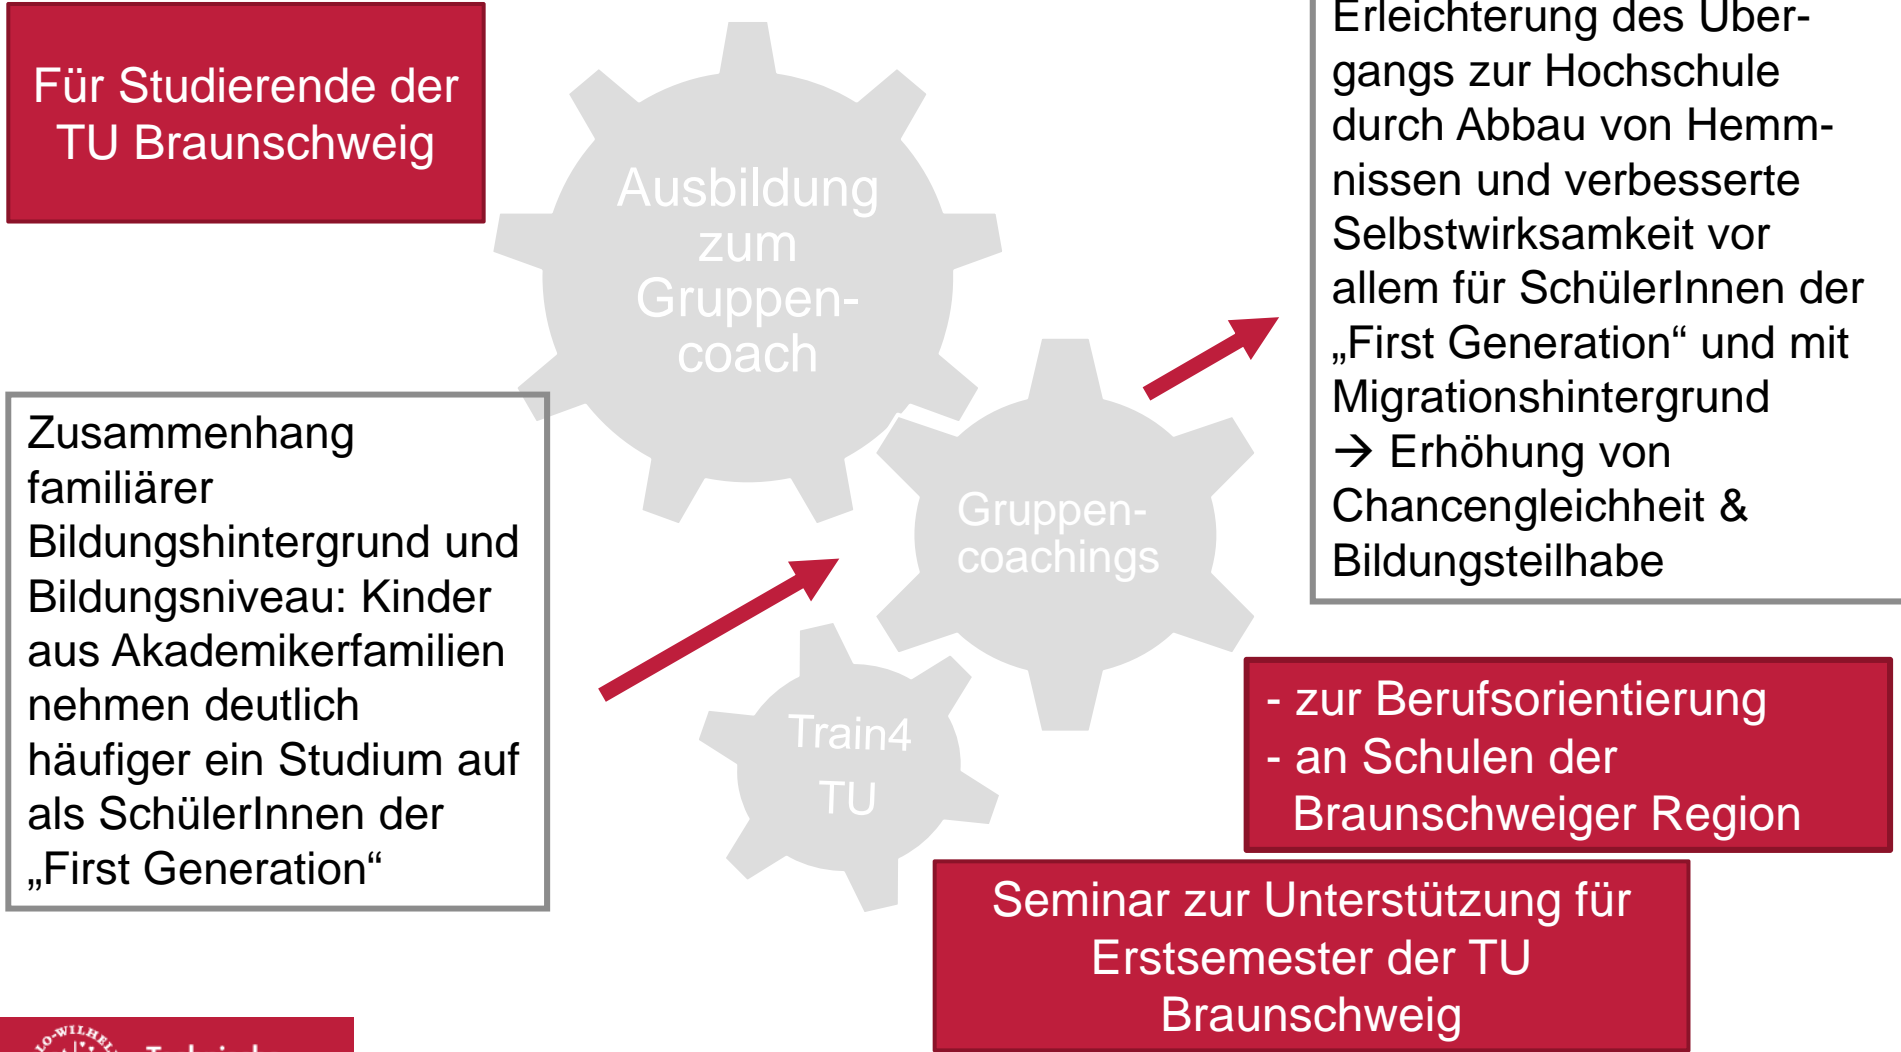 Für Studierende der
TU Braunschweig
Ausbildung
zum
Gruppen-
coach
Erleichterung des Über-
gangs zur Hochschule
durch Abbau von Hemm-
nissen und verbesserte
Selbstwirksamkeit vor
allem für SchülerInnen der
„First Generation“ und mit
Migrationshintergrund
→ Erhöhung von
Chancengleichheit &
Bildungsteilhabe
Zusammenhang
familiärer
Bildungshintergrund und
Bildungsniveau: Kinder
aus Akademikerfamilien
nehmen deutlich
häufiger ein Studium auf
als SchülerInnen der
„First Generation“
Gruppen-
coachings
Train4
TU
- zur Berufsorientierung
- an Schulen der
Braunschweiger Region
Seminar zur Unterstützung für
Erstsemester der TU
Braunschweig